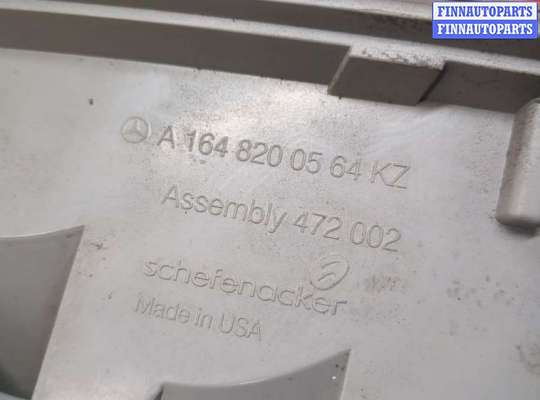 FINNAUTOPARTS
FINNAUTOPARTS
A 164 820 05 64 KZ
Assembly 472 002
schefenacker
Made in USA